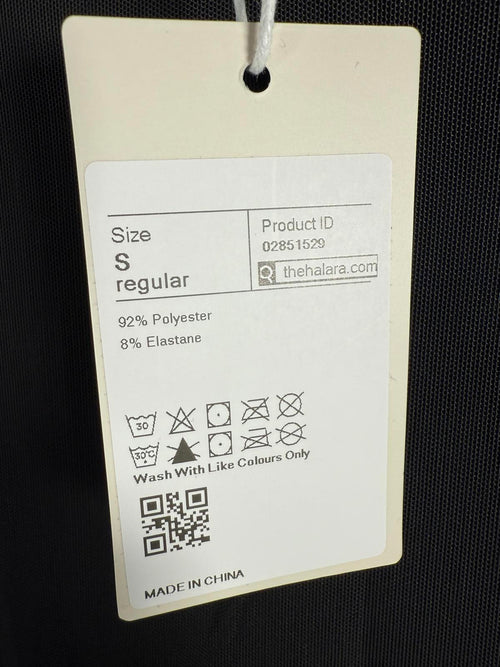 Size
S
regular
Product ID
02851529
thehalara.com
92% Polyester
8% Elastane
30
30°C
Wash With Like Colours Only
MADE IN CHINA